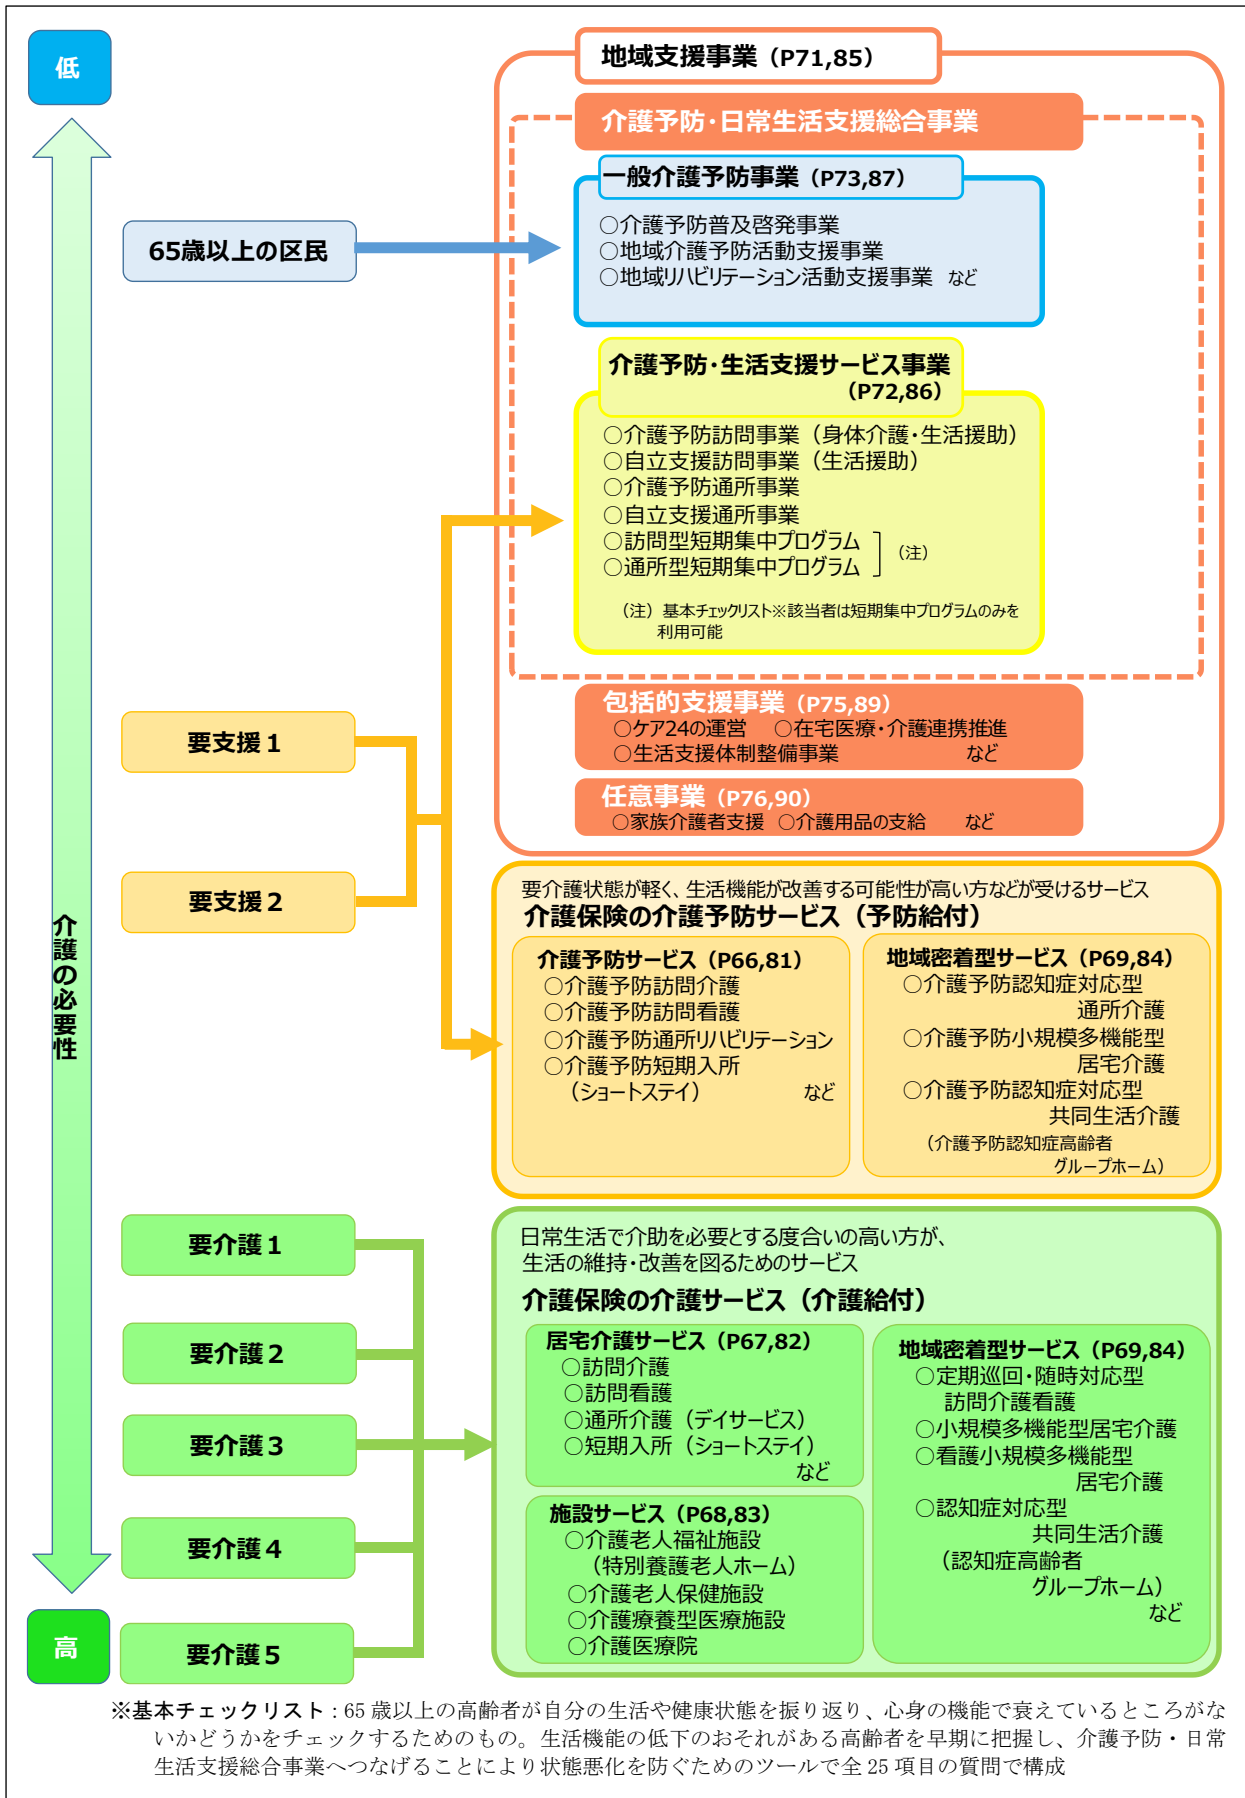 低
地域支援事業（P71,85）
介護予防・日常生活支援総合事業
一般介護予防事業（P73,87）
65歳以上の区民
○介護予防普及啓発事業
○地域介護予防活動支援事業
○地域リハビリテーション活動支援事業　など
介護予防・生活支援サービス事業
（P72,86）
○介護予防訪問事業（身体介護・生活援助）
○自立支援訪問事業（生活援助）
○介護予防通所事業
○自立支援通所事業
○訪問型短期集中プログラム
○通所型短期集中プログラム
（注）
（注）基本チェックリスト※該当者は短期集中プログラムのみを
利用可能
包括的支援事業（P75,89）
○ケア24の運営　○在宅医療・介護連携推進
○生活支援体制整備事業　など
任意事業（P76,90）
○家族介護者支援　○介護用品の支給　など
要支援１
要支援２
介護の必要性
要介護状態が軽く、生活機能が改善する可能性が高い方などが受けるサービス
介護保険の介護予防サービス（予防給付）
介護予防サービス（P66,81）
○介護予防訪問介護
○介護予防訪問看護
○介護予防通所リハビリテーション
○介護予防短期入所
（ショートステイ）　など
地域密着型サービス（P69,84）
○介護予防認知症対応型
通所介護
○介護予防小規模多機能型
居宅介護
○介護予防認知症対応型
共同生活介護
（介護予防認知症高齢者
グループホーム）
要介護１
要介護２
要介護３
要介護４
要介護５
高
日常生活で介助を必要とする度合いの高い方が、
生活の維持・改善を図るためのサービス
介護保険の介護サービス（介護給付）
居宅介護サービス（P67,82）
○訪問介護
○訪問看護
○通所介護（デイサービス）
○短期入所（ショートステイ）
など
施設サービス（P68,83）
○介護老人福祉施設
（特別養護老人ホーム）
○介護老人保健施設
○介護療養型医療施設
○介護医療院
地域密着型サービス（P69,84）
○定期巡回・随時対応型
訪問介護看護
○小規模多機能型居宅介護
○看護小規模多機能型
居宅介護
○認知症対応型
共同生活介護
（認知症高齢者
グループホーム）
など
※基本チェックリスト：65 歳以上の高齢者が自分の生活や健康状態を振り返り、心身の機能で衰えているところがな
いかどうかをチェックするためのもの。生活機能の低下のおそれがある高齢者を早期に把握し、介護予防・日常
生活支援総合事業へつなげることにより状態悪化を防ぐためのツールで全 25 項目の質問で構成